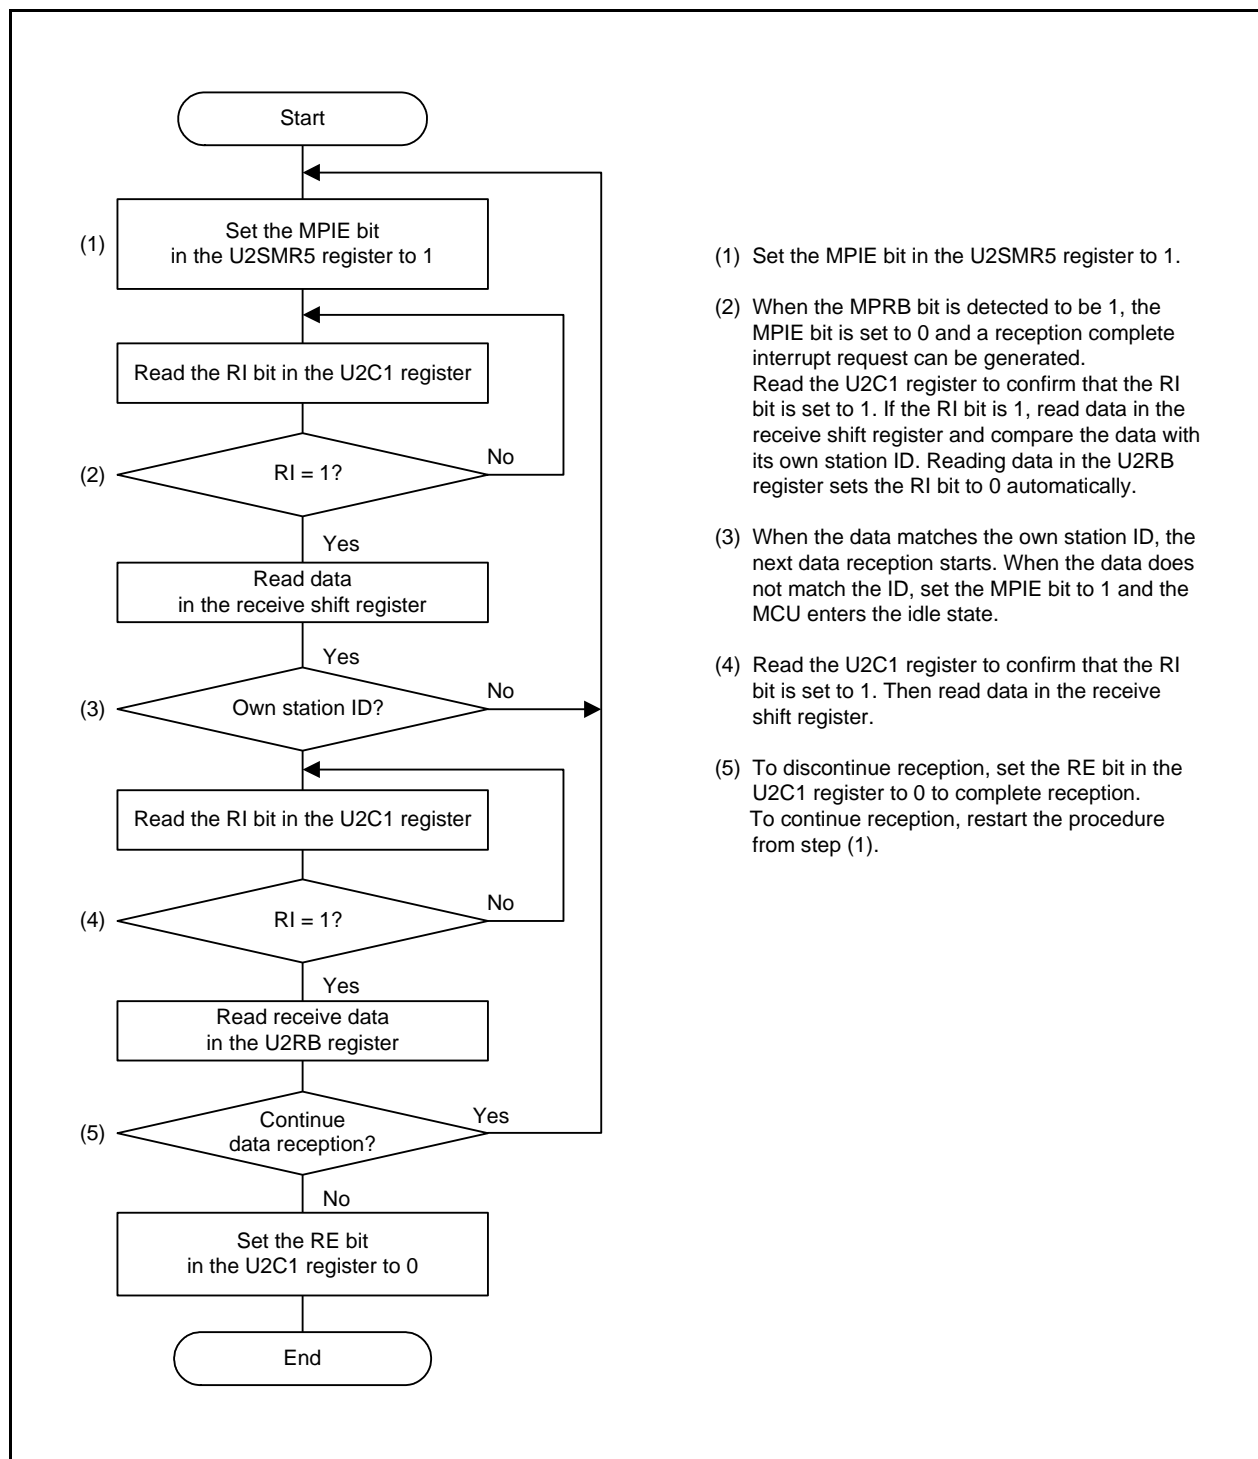 Start
(1)
Set the MPIE bit
in the U2SMR5 register to 1
Read the RI bit in the U2C1 register
(2)
RI = 1?
No
Yes
Read data
in the receive shift register
Yes
(3)
Own station ID?
No
Read the RI bit in the U2C1 register
(4)
RI = 1?
No
Yes
Read receive data
in the U2RB register
(5)
Continue
data reception?
Yes
No
Set the RE bit
in the U2C1 register to 0
End
(1) Set the MPIE bit in the U2SMR5 register to 1.
(2) When the MPRB bit is detected to be 1, the
MPIE bit is set to 0 and a reception complete
interrupt request can be generated.
Read the U2C1 register to confirm that the RI
bit is set to 1. If the RI bit is 1, read data in the
receive shift register and compare the data with
its own station ID. Reading data in the U2RB
register sets the RI bit to 0 automatically.
(3) When the data matches the own station ID, the
next data reception starts. When the data does
not match the ID, set the MPIE bit to 1 and the
MCU enters the idle state.
(4) Read the U2C1 register to confirm that the RI
bit is set to 1. Then read data in the receive
shift register.
(5) To discontinue reception, set the RE bit in the
U2C1 register to 0 to complete reception.
To continue reception, restart the procedure
from step (1).